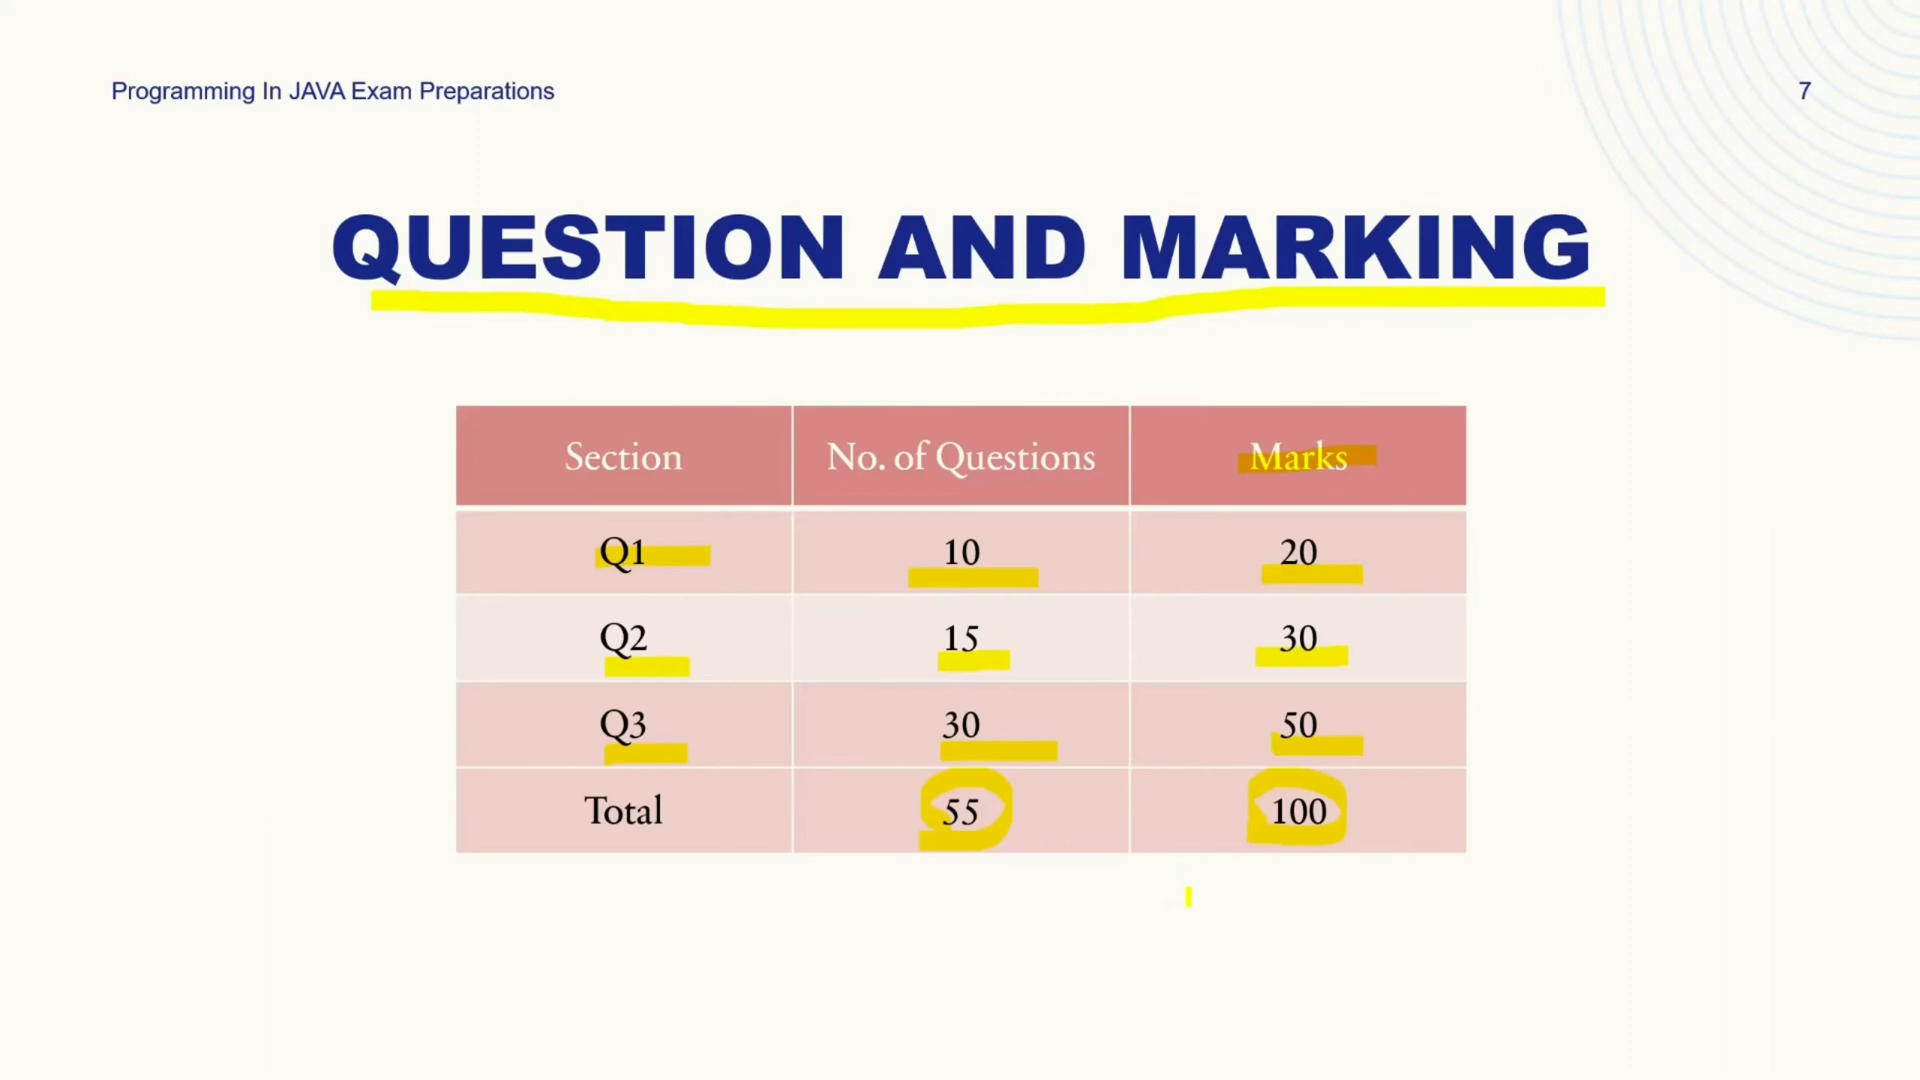 Programming In JAVA Exam Preparations 7
QUESTION AND MARKING
Section No. of Questions Marks
Q1 10 20
Q2 15 30
Q3 30 50
Total 55 100